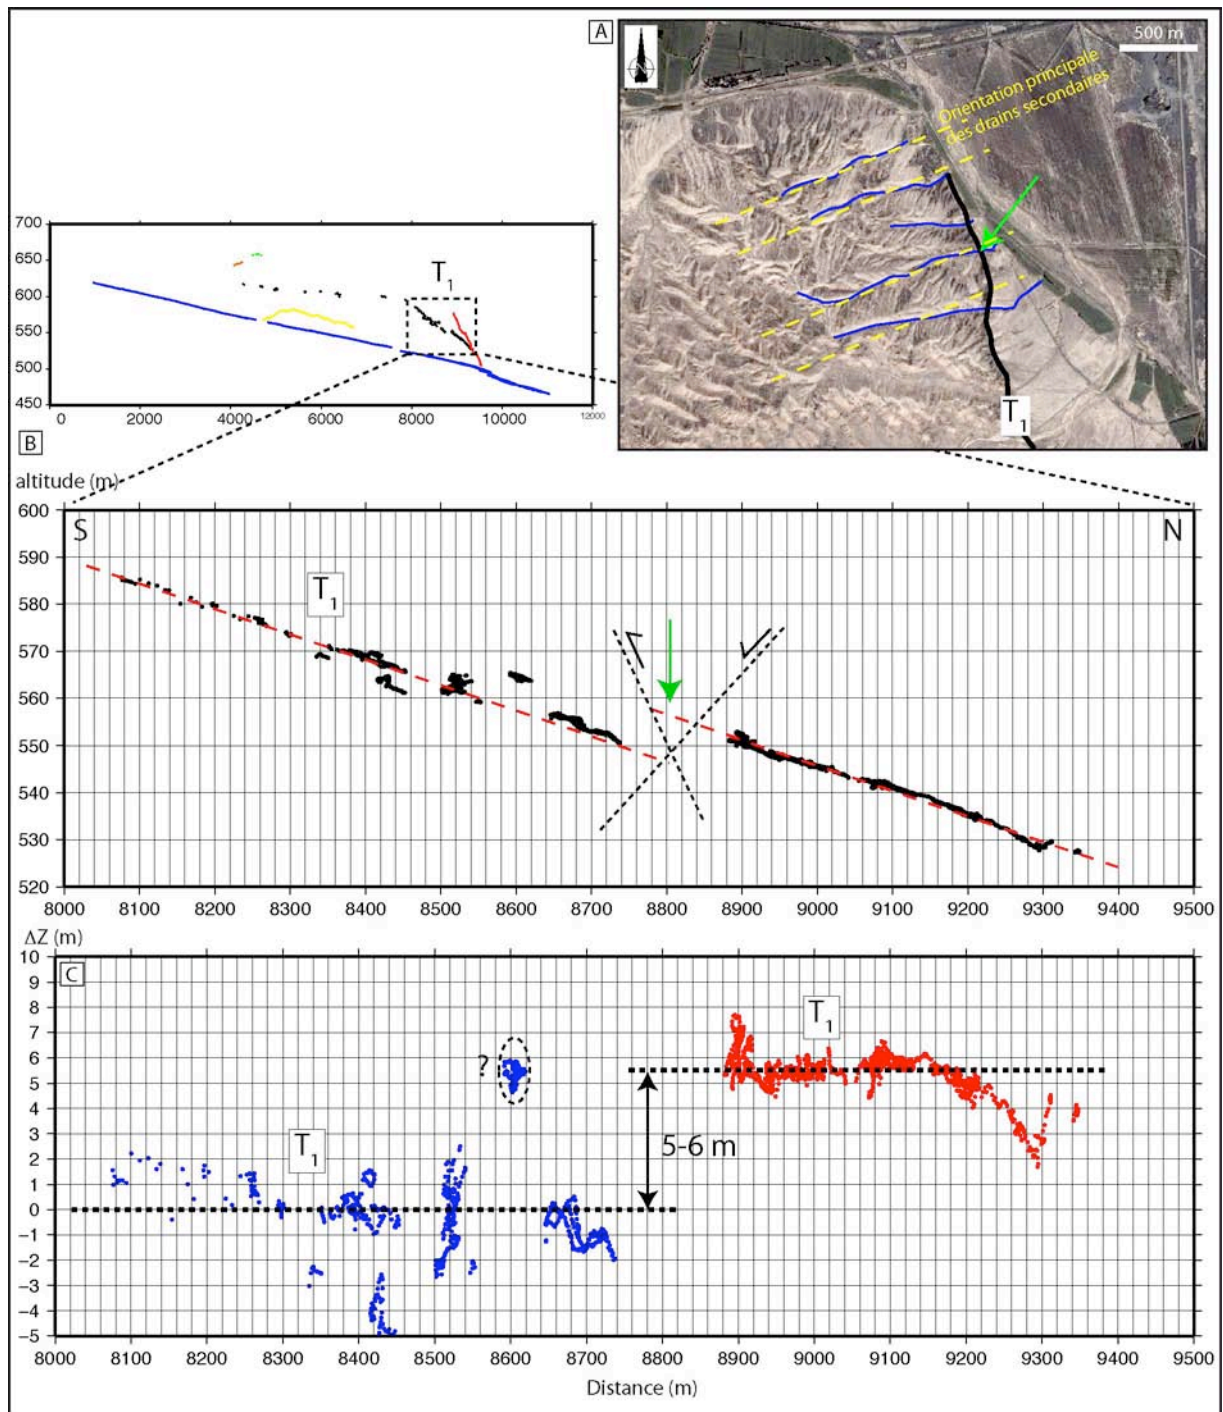 A
500 m
N
Orientation principale
des drains secondaires
T1
700
650
600
550
500
450
T1
0 2000 4000 6000 8000 10000 12000
B
altitude (m)
600
590
580
570
560
550
540
530
520
S
N
T1
8000 8100 8200 8300 8400 8500 8600 8700 8800 8900 9000 9100 9200 9300 9400 9500
ΔZ (m)
C
10
9
8
7
6
5
4
3
2
1
0
−1
−2
−3
−4
−5
T1
?
T1
5-6 m
8000 8100 8200 8300 8400 8500 8600 8700 8800 8900 9000 9100 9200 9300 9400 9500
Distance (m)